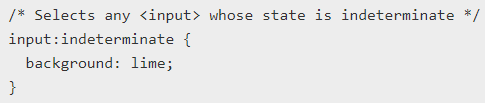 /* Selects any <input> whose state is indeterminate */
input:indeterminate {
  background: lime;
}